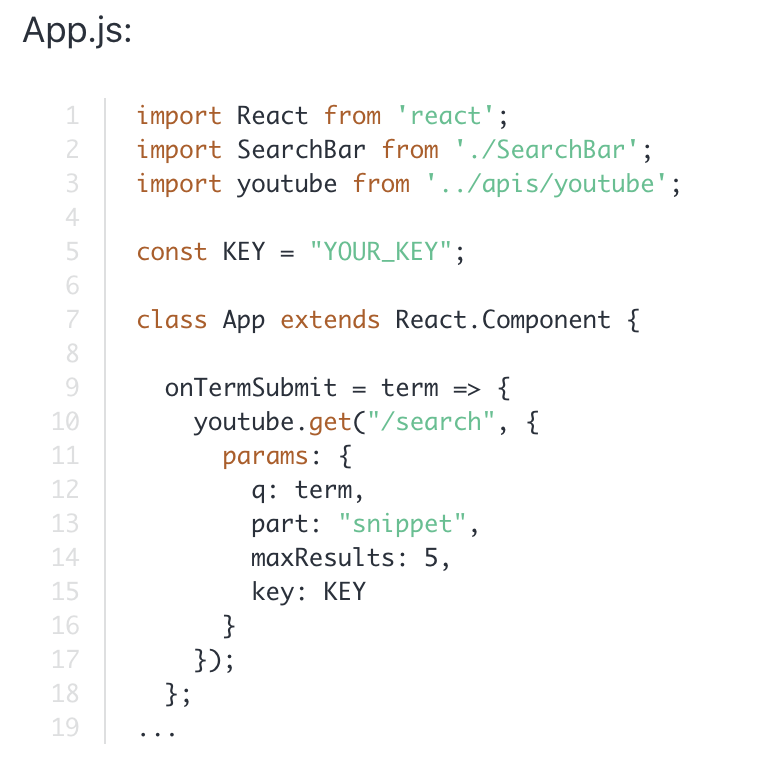 App.js:
1 import React from 'react';
2 import SearchBar from './SearchBar';
3 import youtube from '../apis/youtube';
4
5 const KEY = "YOUR_KEY";
6
7 class App extends React.Component {
8
9   onTermSubmit = term => {
10     youtube.get("/search", {
11       params: {
12         q: term,
13         part: "snippet",
14         maxResults: 5,
15         key: KEY
16       }
17     });
18   };
19 ...